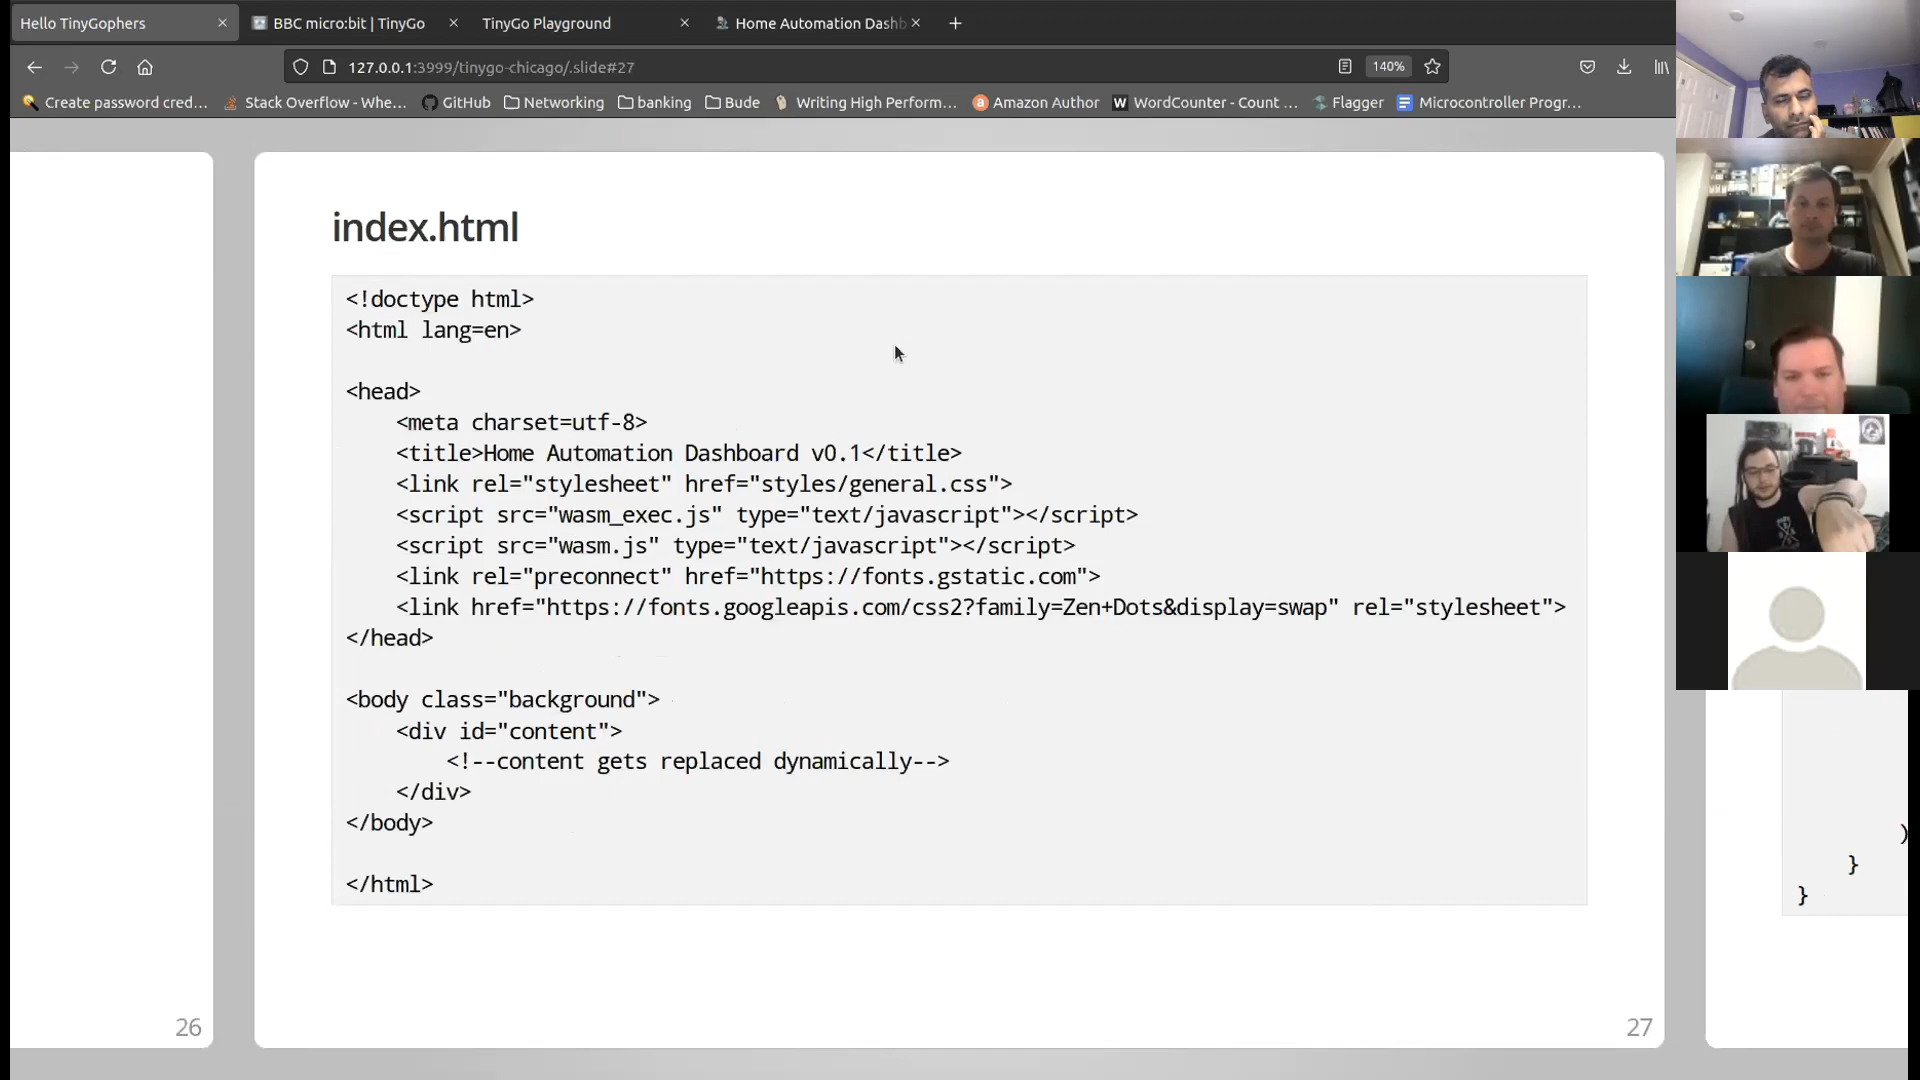 Hello TinyGophers
BBC micro:bit | TinyGo
TinyGo Playground
Home Automation Dashb
127.0.0.1:3999/tinygo-chicago/.slide#27
140%
Create password cred…
Stack Overflow - Whe…
GitHub
Networking
banking
Bude
Writing High Perform…
Amazon Author
WordCounter - Count …
Flagger
Microcontroller Progr…
index.html
<!doctype html>
<html lang=en>
<head>
<meta charset=utf-8>
<title>Home Automation Dashboard v0.1</title>
<link rel="stylesheet" href="styles/general.css">
<script src="wasm_exec.js" type="text/javascript"></script>
<script src="wasm.js" type="text/javascript"></script>
<link rel="preconnect" href="https://fonts.gstatic.com">
<link href="https://fonts.googleapis.com/css2?family=Zen+Dots&display=swap" rel="stylesheet">
</head>
<body class="background">
<div id="content">
<!--content gets replaced dynamically-->
</div>
</body>
</html>
)
}
}
26
27